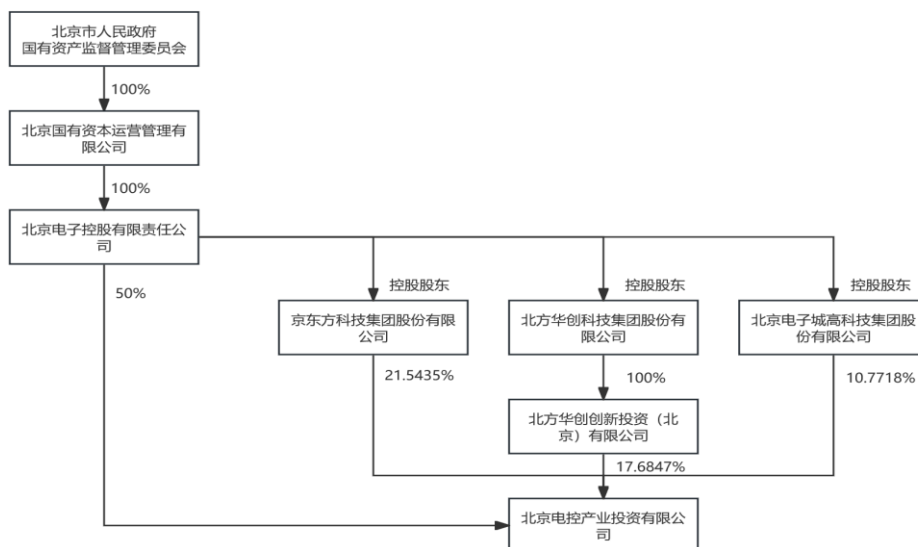 北京市人民政府
国有资产监督管理委员会
100%
北京国有资本运营管理有
限公司
100%
北京电子控股有限责任公
司
50%
控股股东
控股股东
控股股东
京东方科技集团股份有限
公司
北方华创科技集团股份有
限公司
北京电子城高科技集团股
份有限公司
21.5435%
100%
10.7718%
北方华创创新投资（北
京）有限公司
17.6847%
北京电控产业投资有限公
司